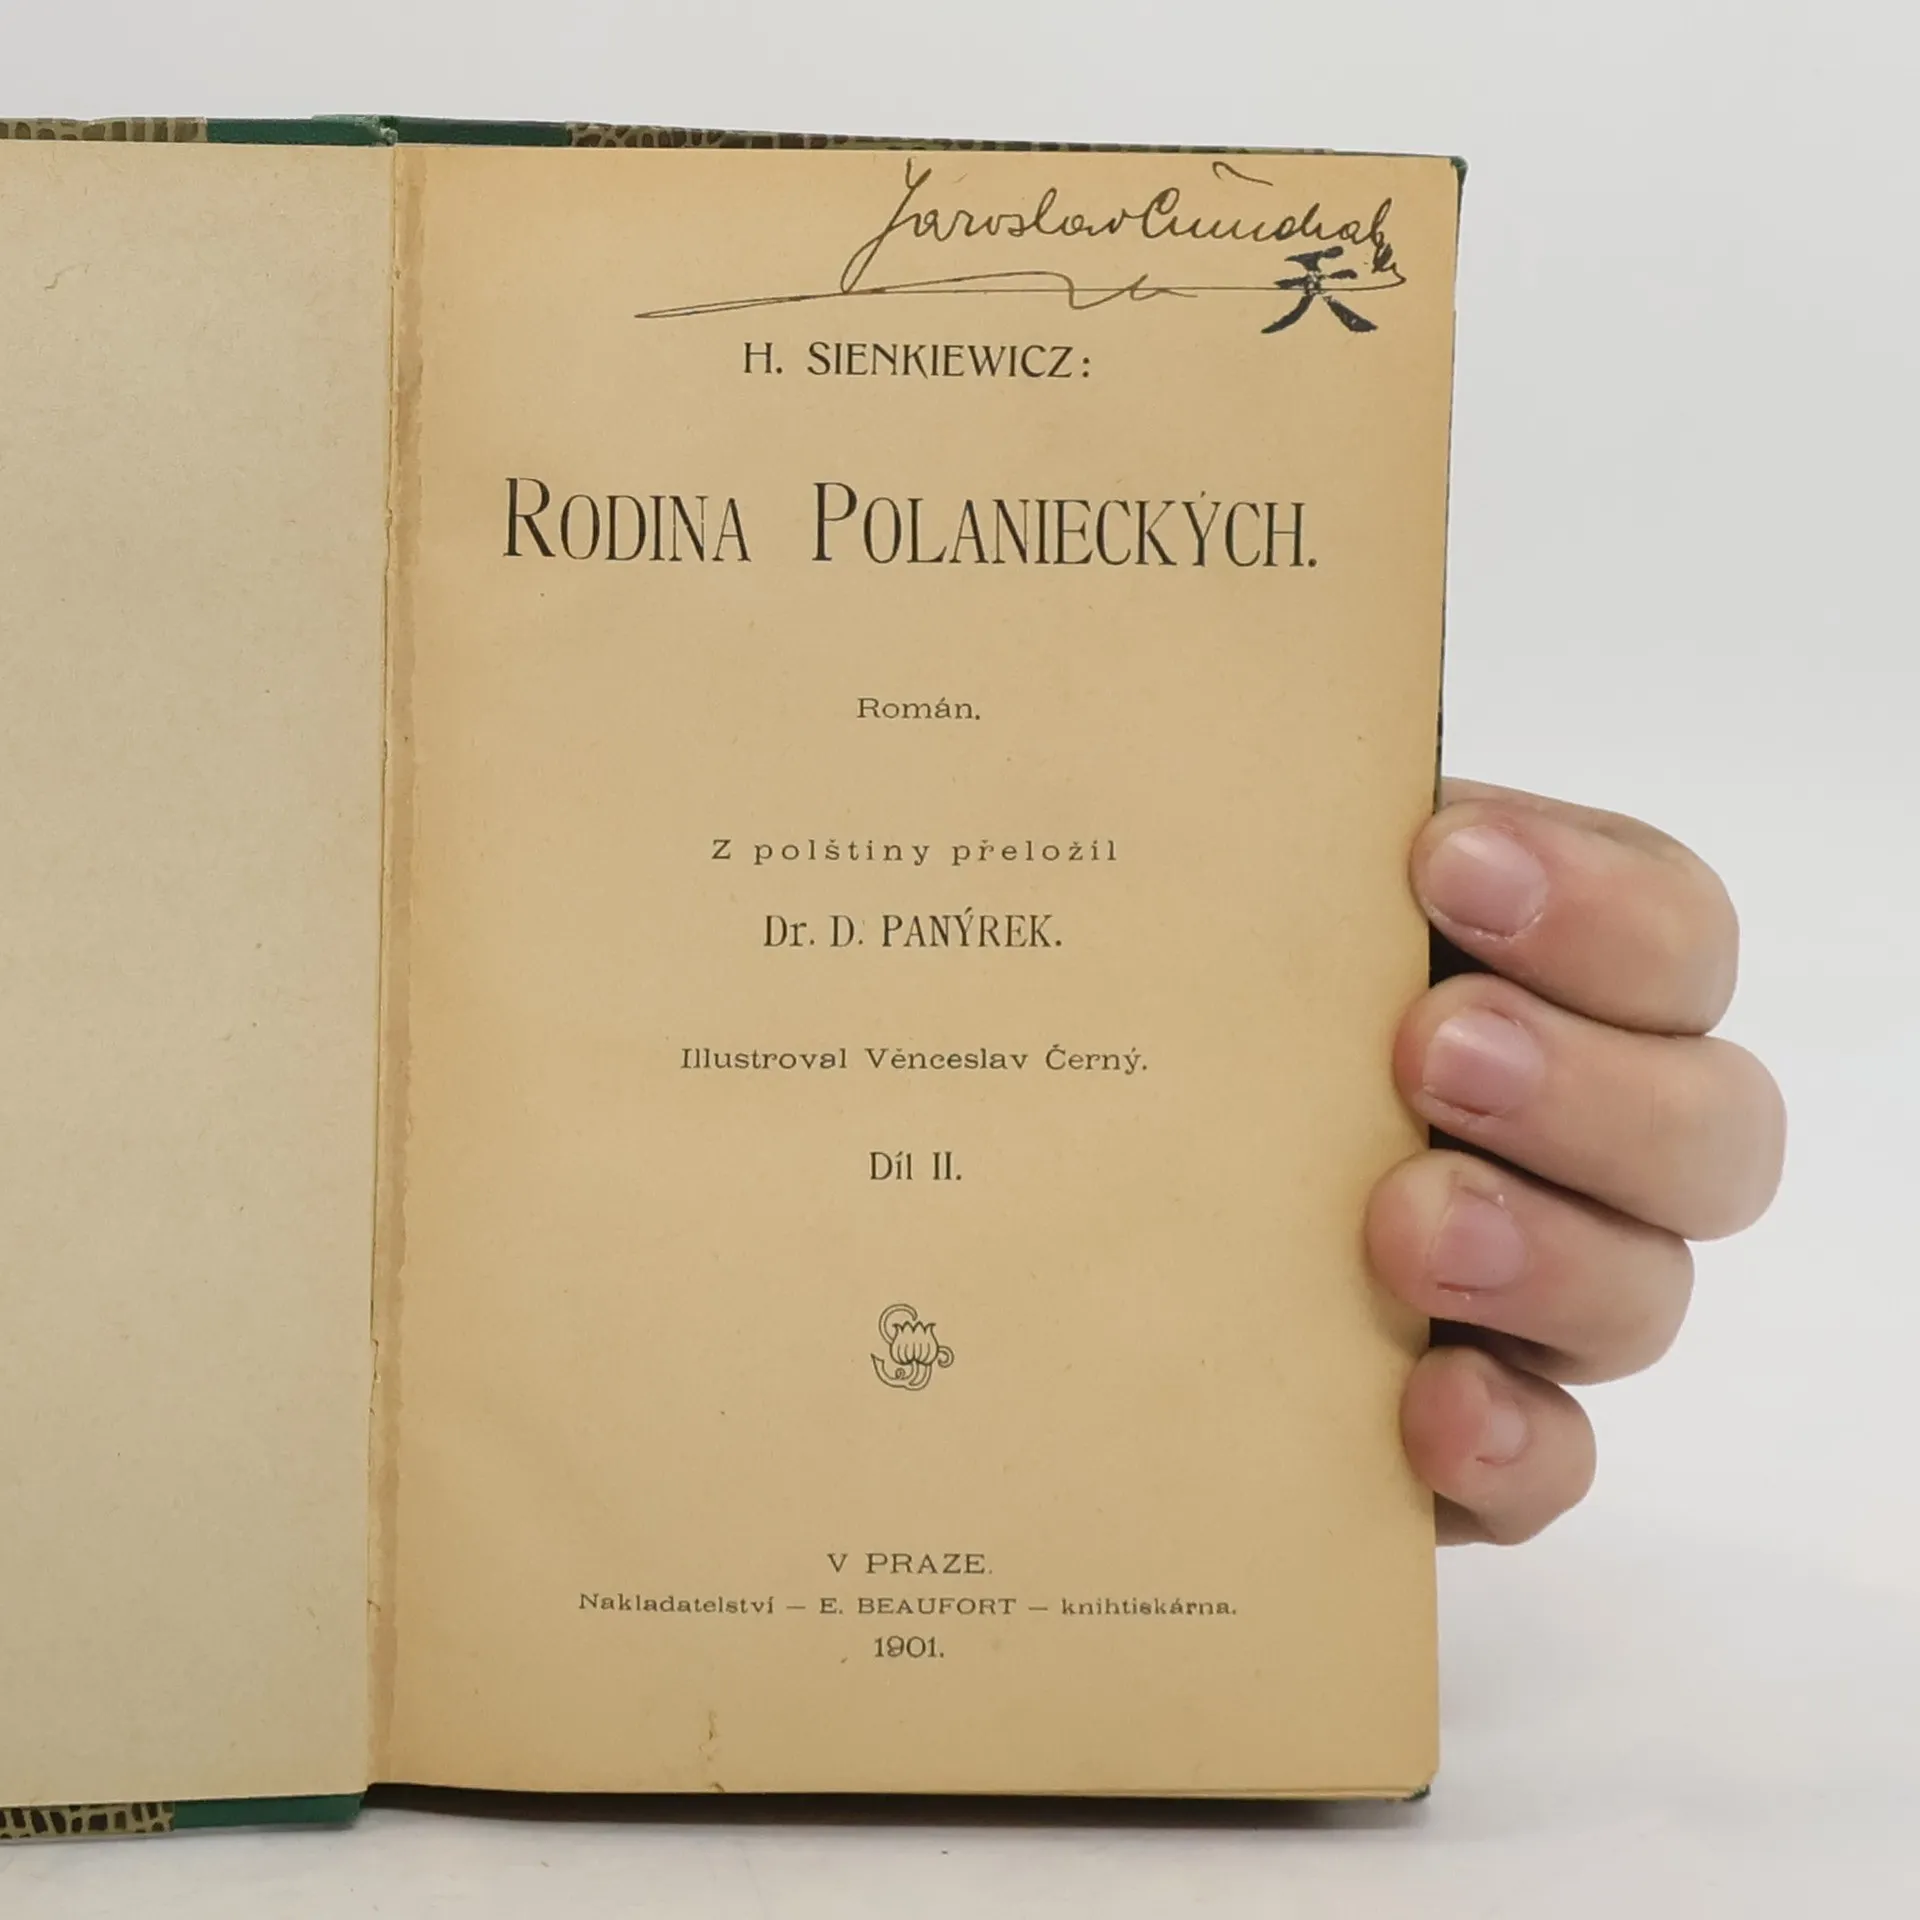 Jaroslav
天
H. SIENKIEWICZ:
RODINA POLANIECKÝCH.
Román.
Z polštiny přeložil
Dr. D. PANÝREK.
Illustroval Věnceslav Černý.
Díl II.
V PRAZE.
Nakladatelství — E. BEAUFORT — knihtiskárna.
1901.